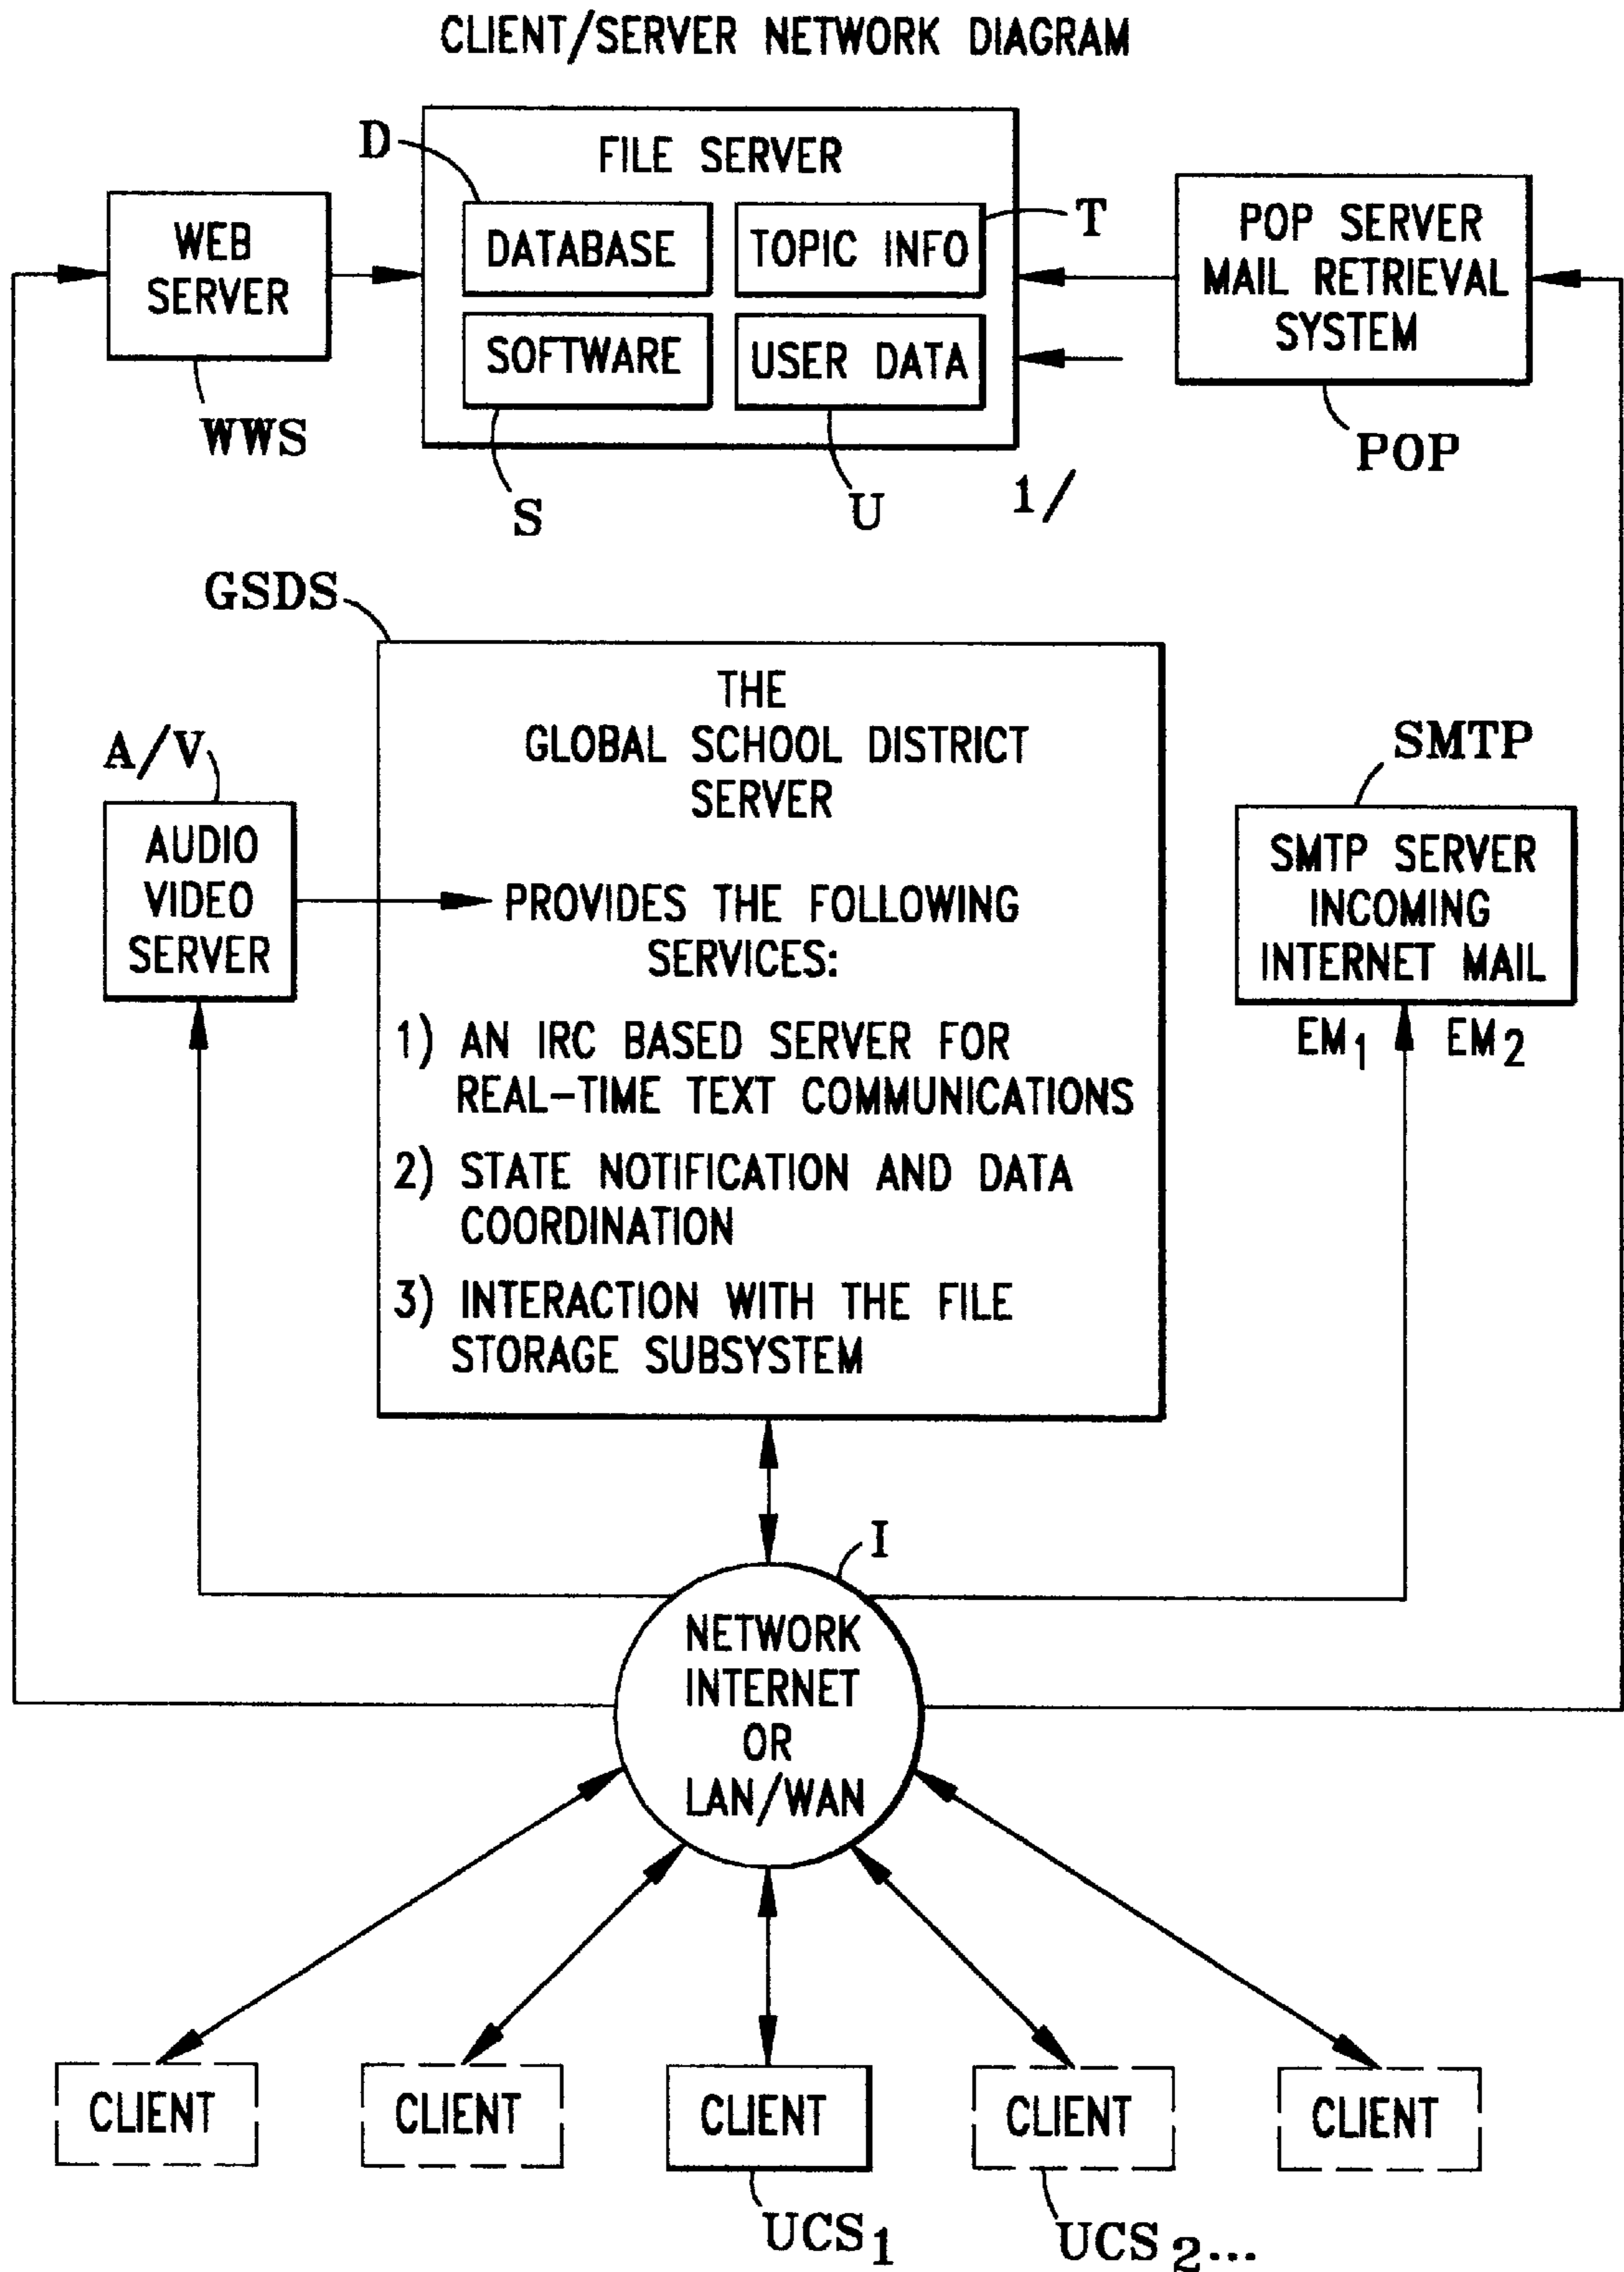 CLIENT/SERVER NETWORK DIAGRAM
D
FILE SERVER
WEB
SERVER
WWS
DATABASE
TOPIC INFO
T
SOFTWARE
USER DATA
S
U
1/
POP SERVER
MAIL RETRIEVAL
SYSTEM
POP
GSDS
THE
GLOBAL SCHOOL DISTRICT
SERVER
A/V
AUDIO
VIDEO
SERVER
PROVIDES THE FOLLOWING
SERVICES:
1) AN IRC BASED SERVER FOR
REAL-TIME TEXT COMMUNICATIONS
2) STATE NOTIFICATION AND DATA
COORDINATION
3) INTERACTION WITH THE FILE
STORAGE SUBSYSTEM
SMTP
SMTP SERVER
INCOMING
INTERNET MAIL
EM1 EM2
I
NETWORK
INTERNET
OR
LAN/WAN
CLIENT
CLIENT
CLIENT
CLIENT
CLIENT
UCS1
UCS2...